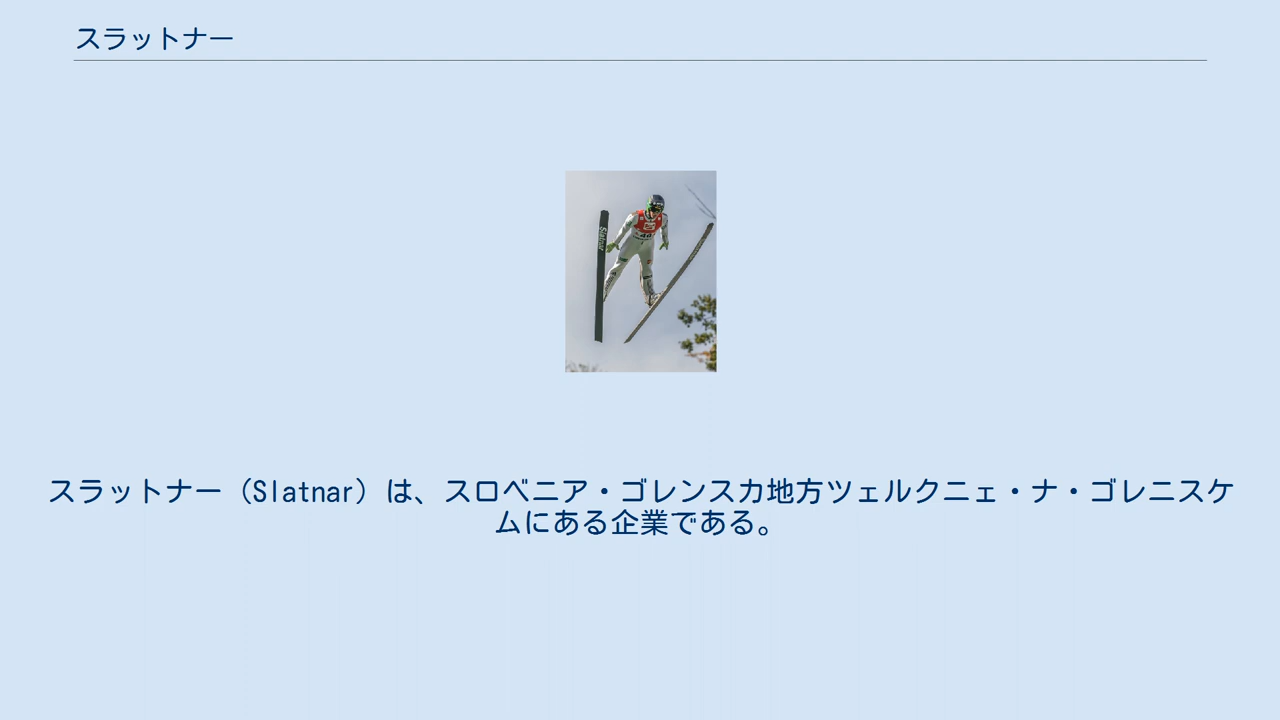 スラットナー
Slatnar
スラットナー（Slatnar）は、スロベニア・ゴレンスカ地方ツェルクニェ・ナ・ゴレニスケ
ムにある企業である。